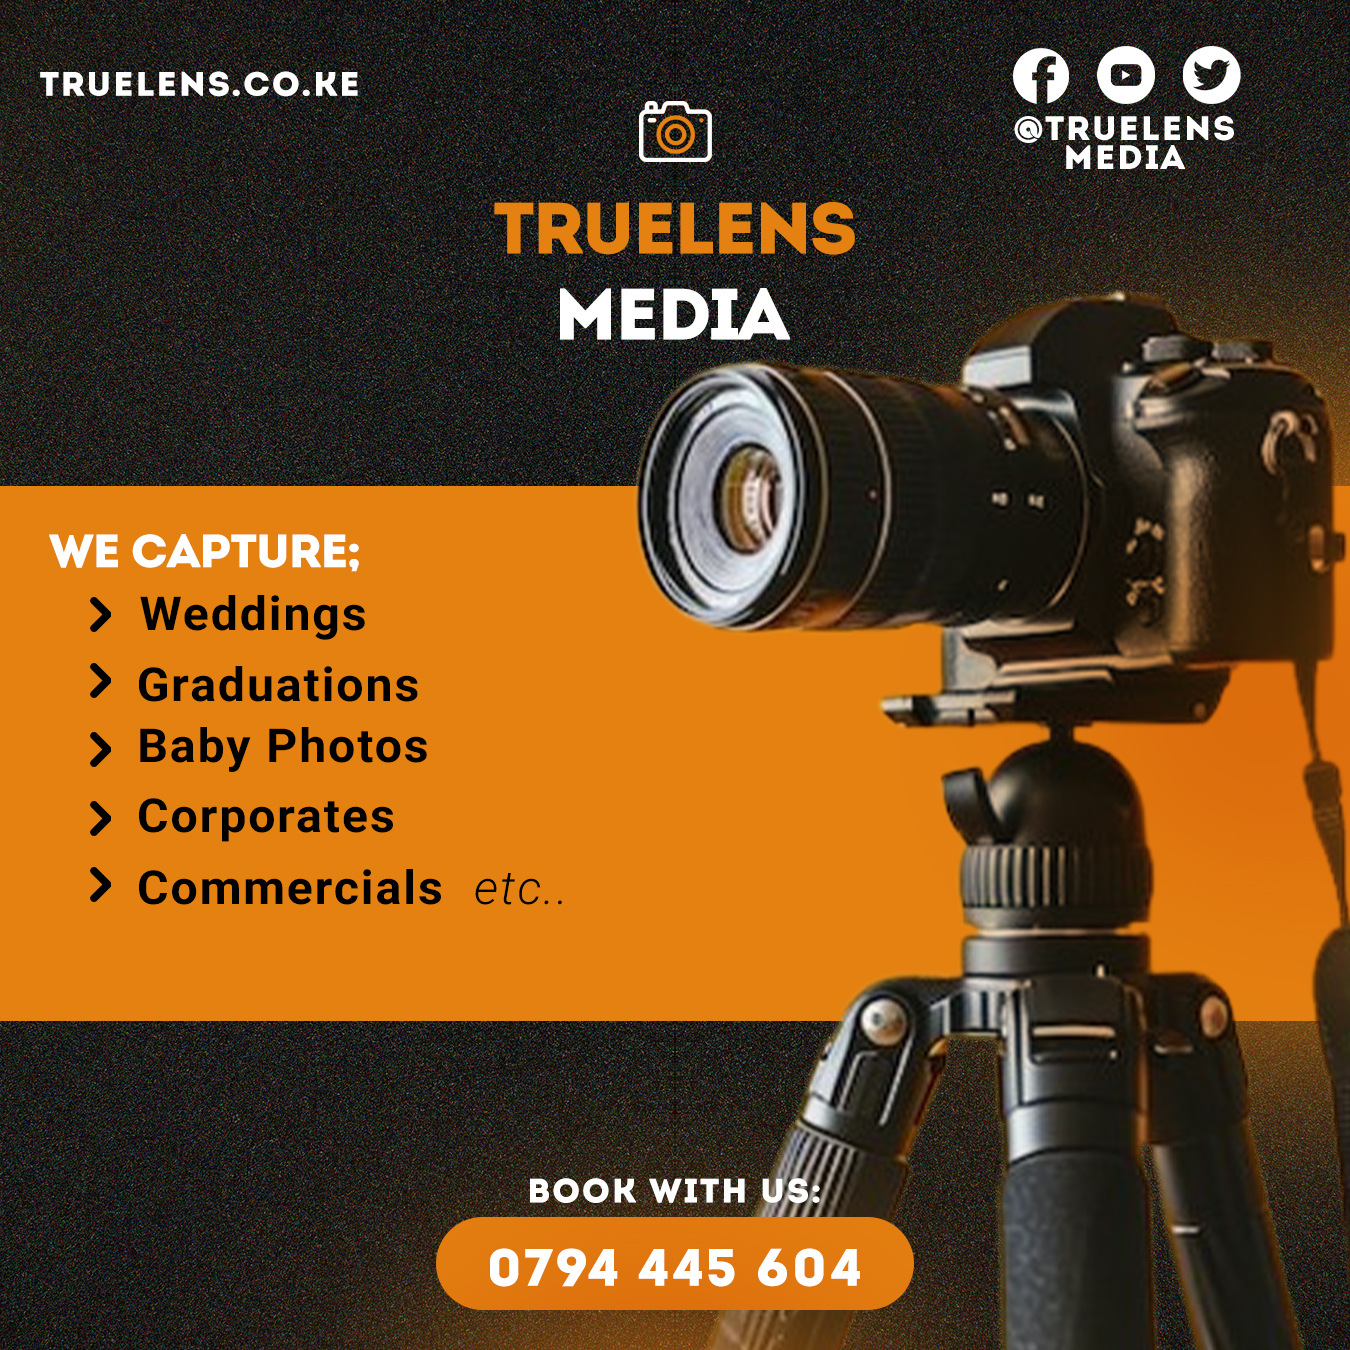 TRUELENS.CO.KE
@TRUELENS
MEDIA
TRUELENS
MEDIA
WE CAPTURE;
Weddings
Graduations
Baby Photos
Corporates
Commercials etc..
BOOK WITH US:
0794 445 604